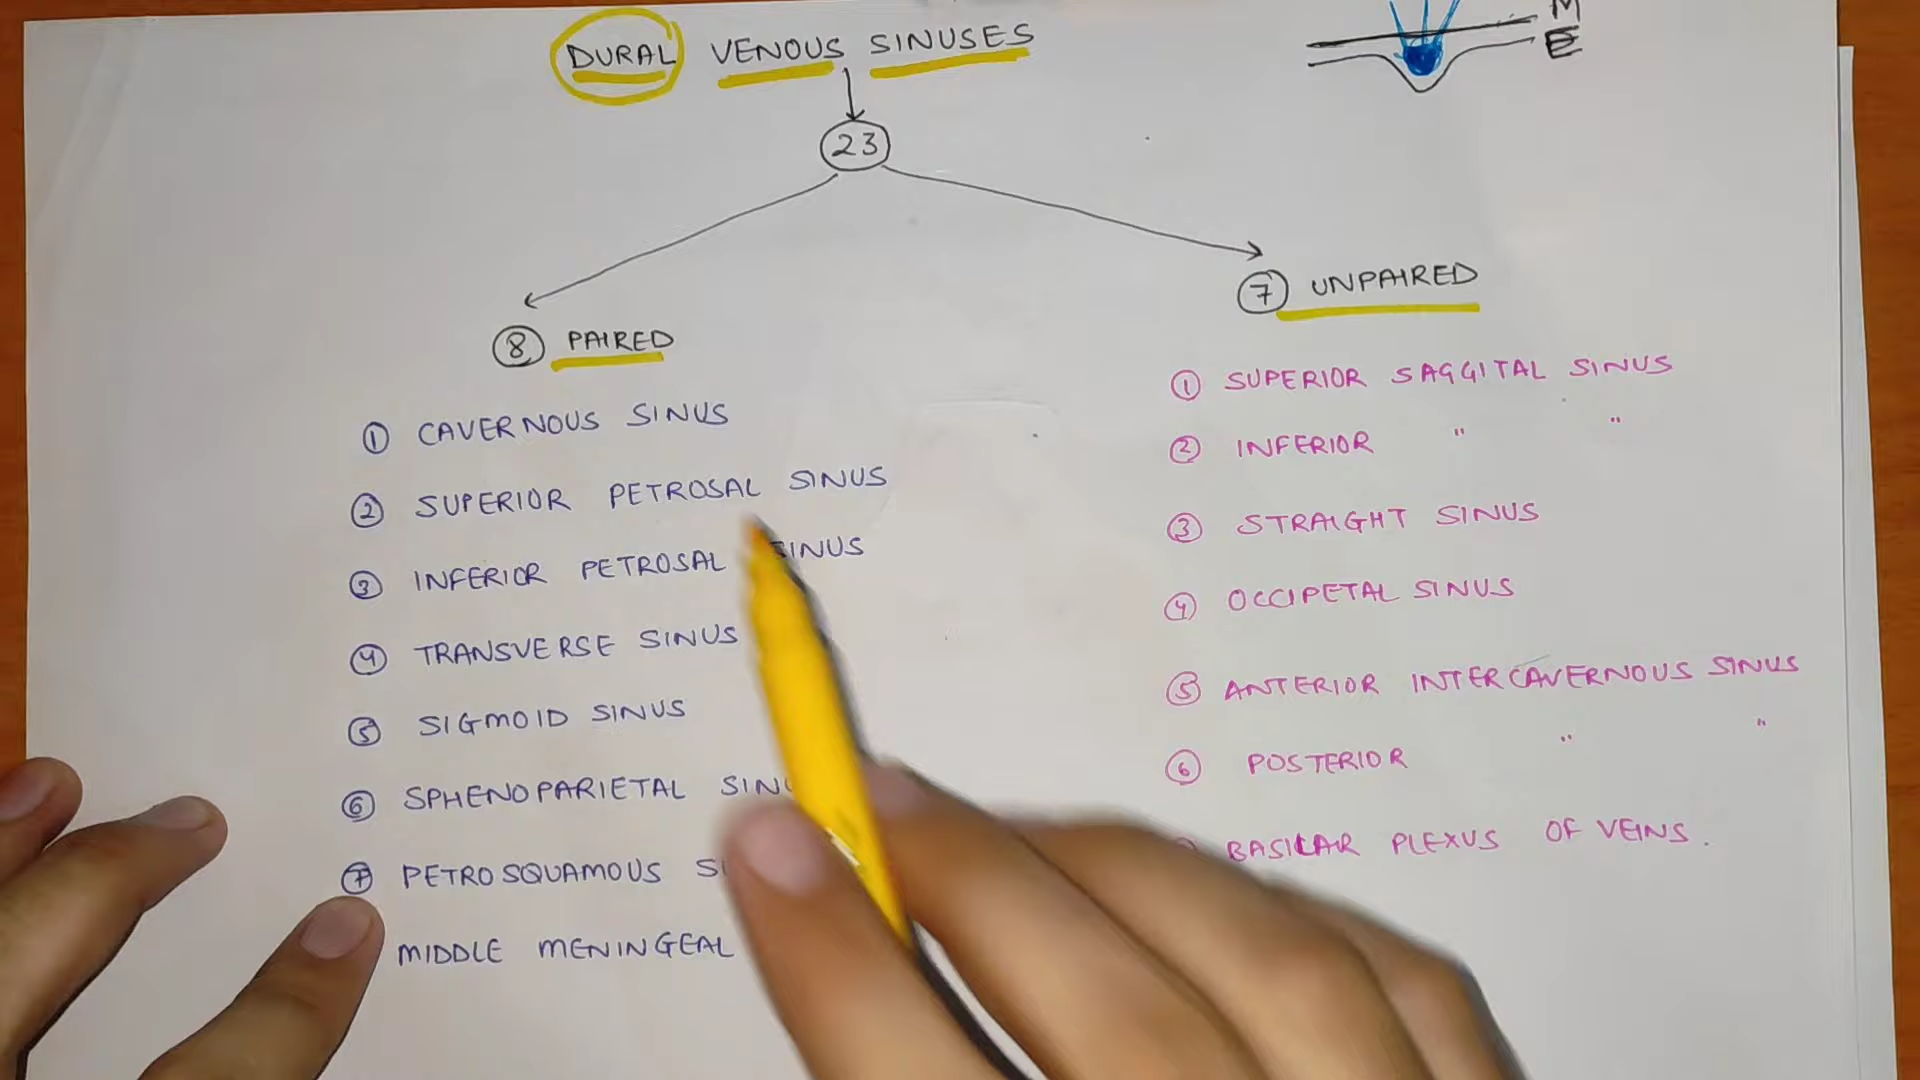 DURAL VENOUS SINUSES
M
E
23
8 PAIRED
1 CAVERNOUS SINUS
2 SUPERIOR PETROSAL SINUS
3 INFERIOR PETROSAL SINUS
4 TRANSVERSE SINUS
5 SIGMOID SINUS
6 SPHENOPARIETAL
7 PETROSQUAMOUS
MIDDLE MENINGEAL
7 UNPAIRED
1 SUPERIOR SAGGITAL SINUS
2 INFERIOR " "
3 STRAIGHT SINUS
4 OCCIPETAL SINUS
5 ANTERIOR INTERCAVERNOUS SINUS
6 POSTERIOR " "
BASILAR PLEXUS OF VEINS.